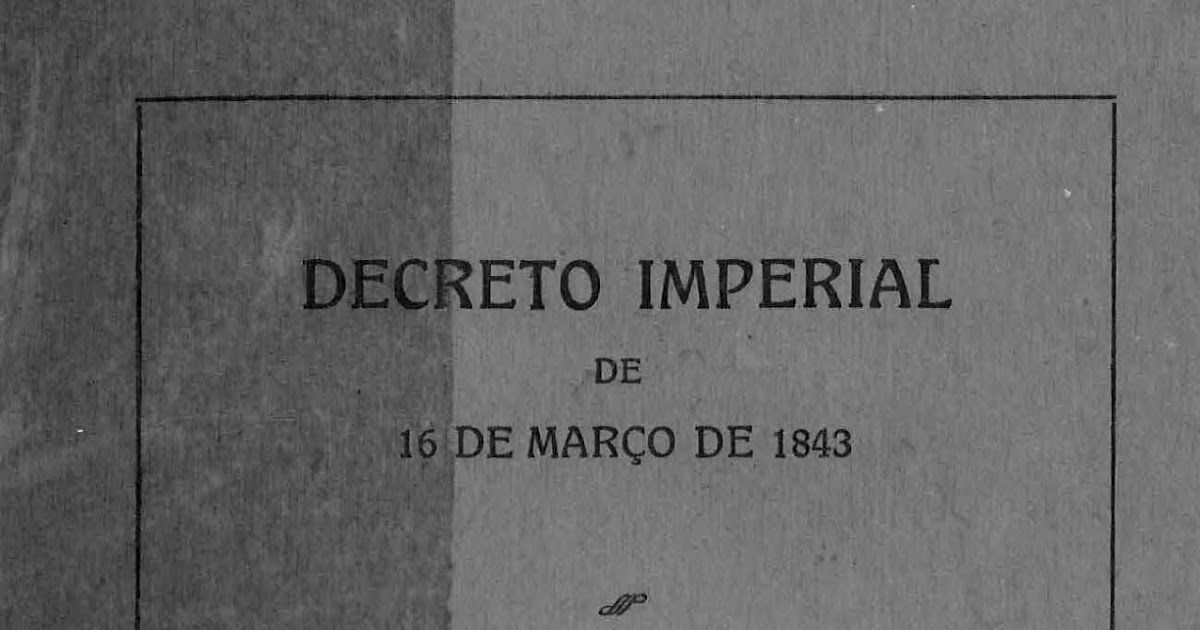 DECRETO IMPERIAL
DE
16 DE MARÇO DE 1843